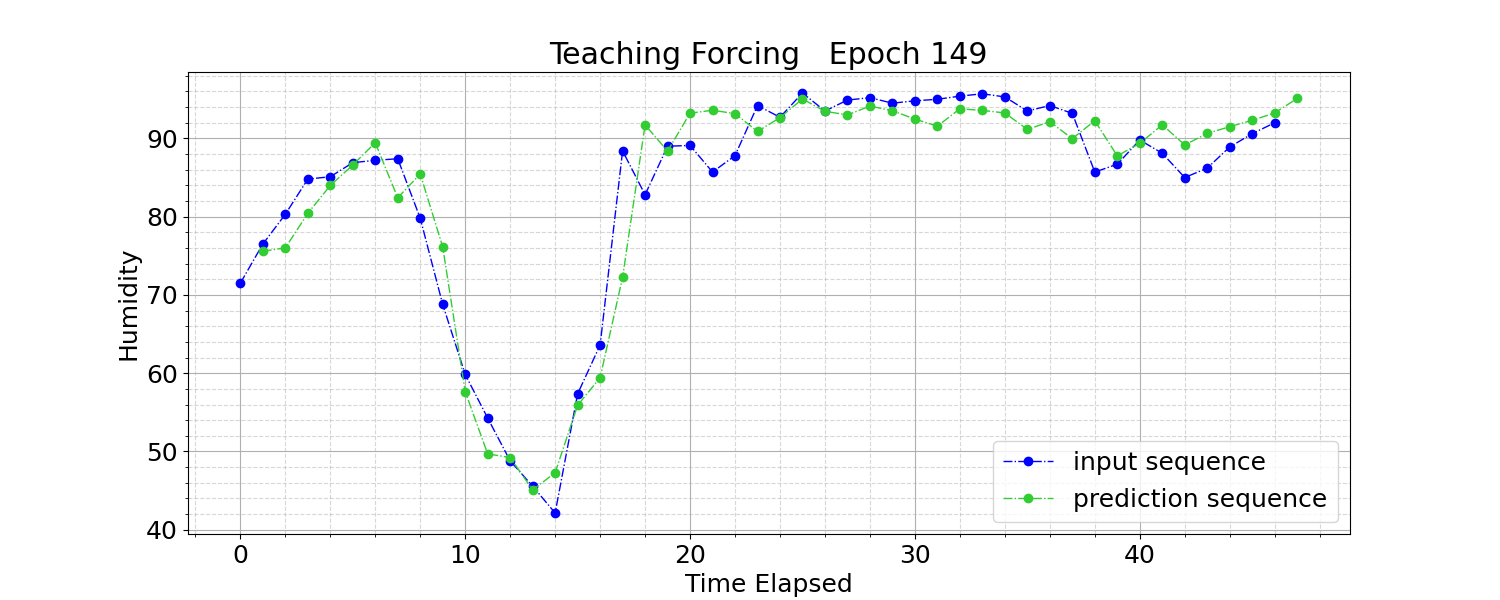 Teaching Forcing   Epoch 149
Humidity
90
80
70
60
50
40
0 10 20 30 40
Time Elapsed
input sequence
prediction sequence